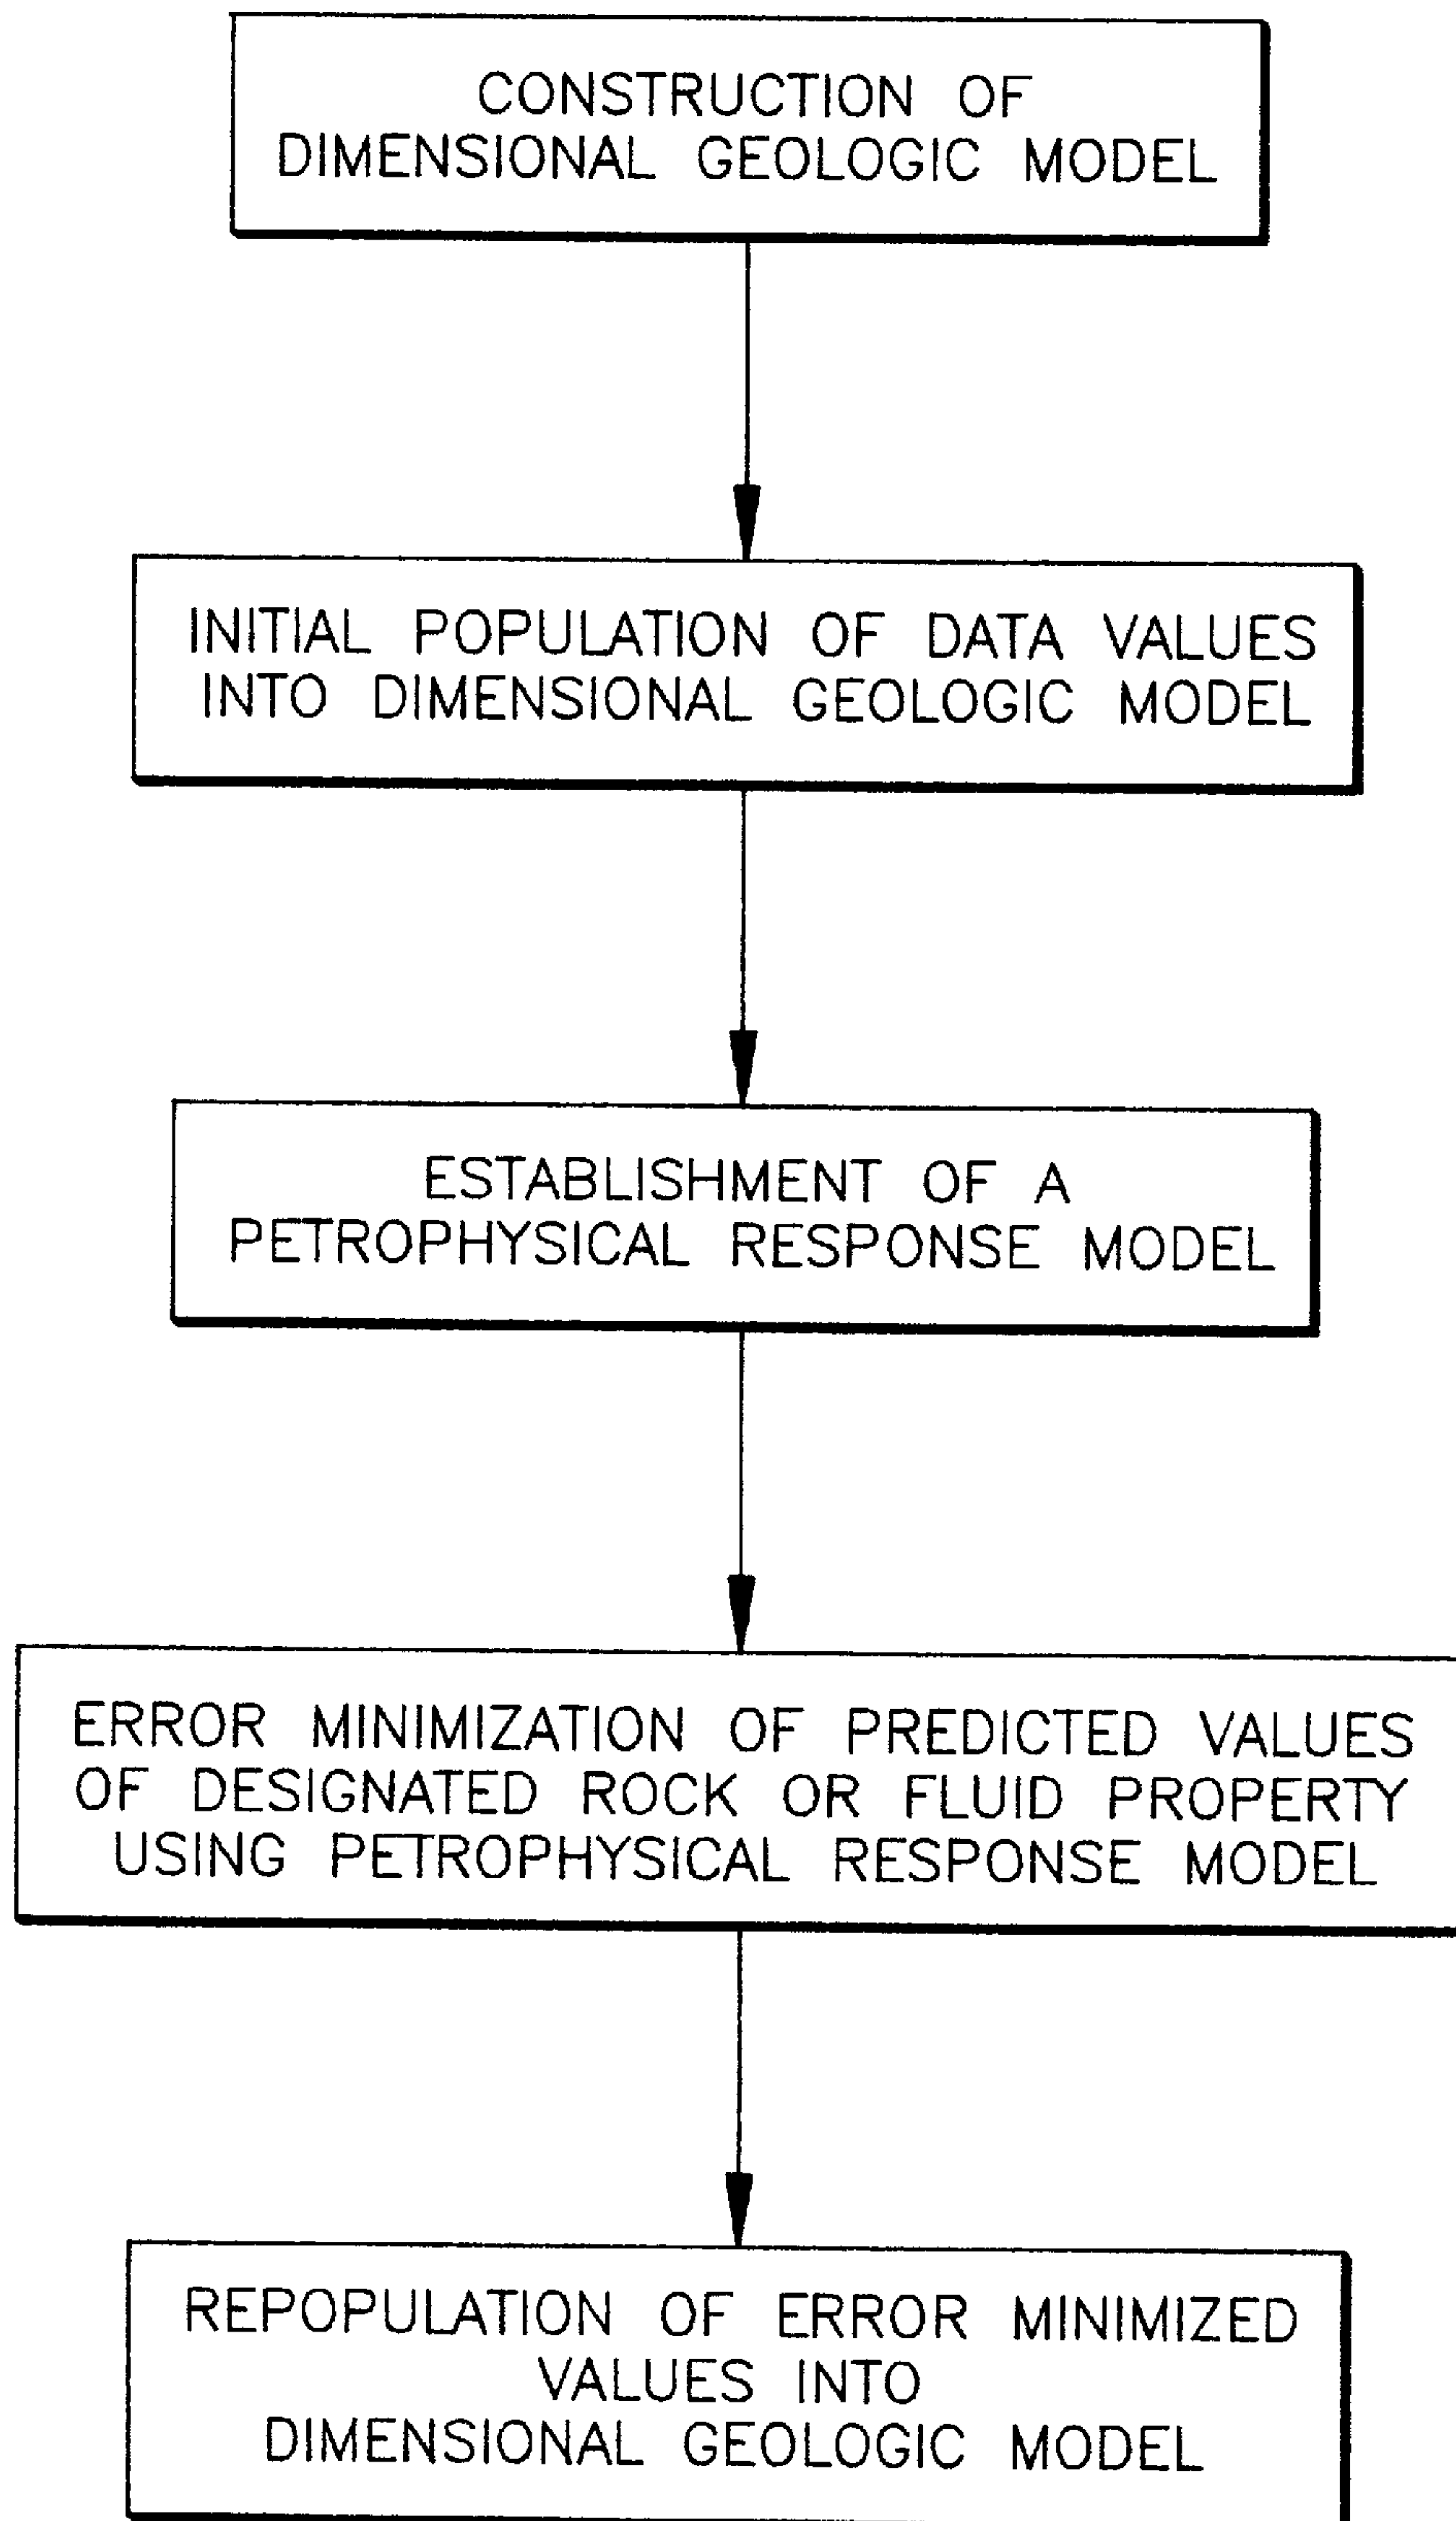 CONSTRUCTION OF
DIMENSIONAL GEOLOGIC MODEL
INITIAL POPULATION OF DATA VALUES
INTO DIMENSIONAL GEOLOGIC MODEL
ESTABLISHMENT OF A
PETROPHYSICAL RESPONSE MODEL
ERROR MINIMIZATION OF PREDICTED VALUES
OF DESIGNATED ROCK OR FLUID PROPERTY
USING PETROPHYSICAL RESPONSE MODEL
REPOPULATION OF ERROR MINIMIZED
VALUES INTO
DIMENSIONAL GEOLOGIC MODEL